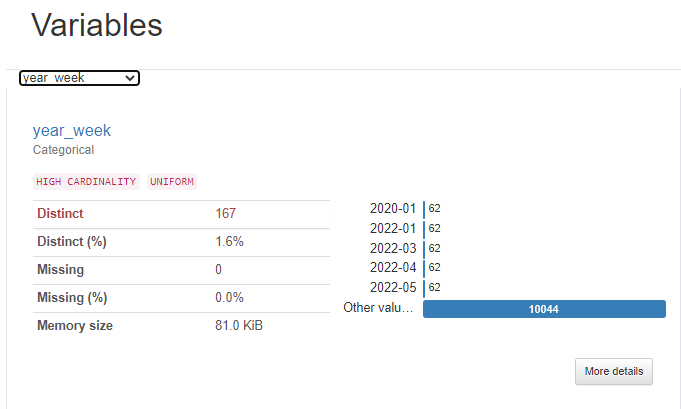 Variables
year_week
year_week
Categorical
HIGH CARDINALITY UNIFORM
Distinct 167
Distinct (%) 1.6%
Missing 0
Missing (%) 0.0%
Memory size 81.0 KiB
2020-01 62
2022-01 62
2022-03 62
2022-04 62
2022-05 62
Other valu… 10044
More details